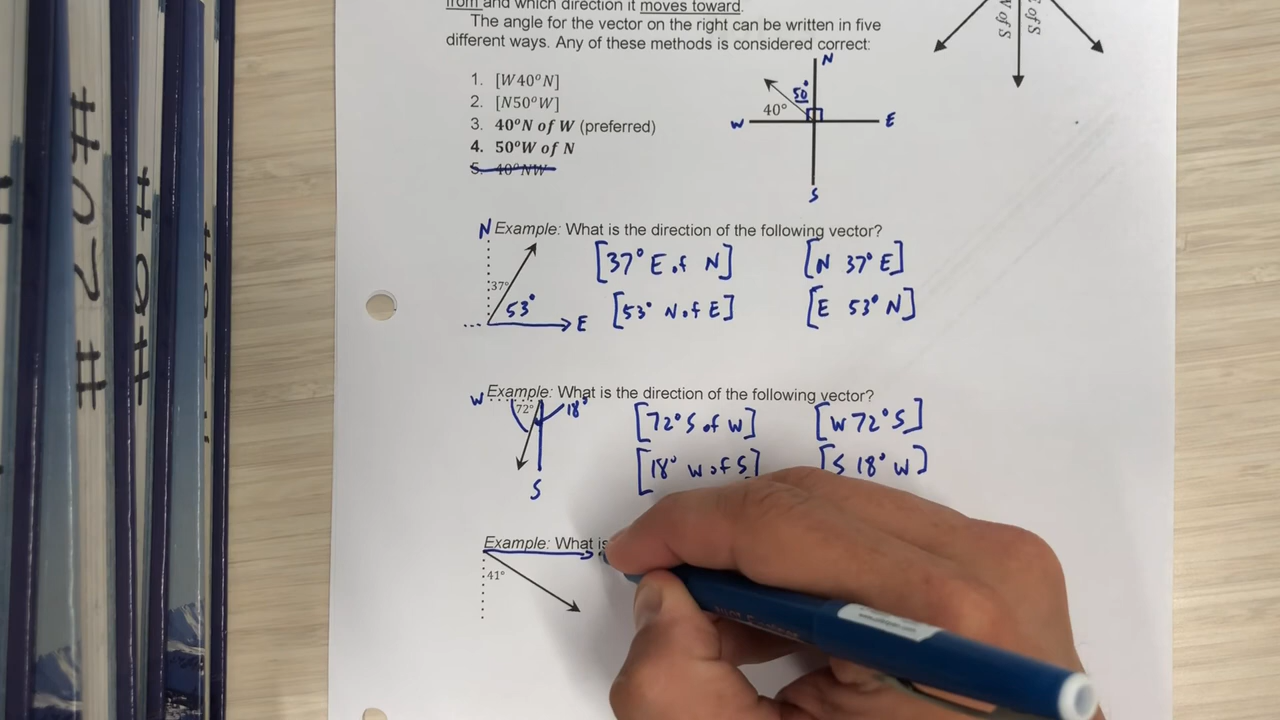 from and which direction it moves toward.
The angle for the vector on the right can be written in five
different ways. Any of these methods is considered correct:
1. [W40°N]
2. [N50°W]
3. 40°N of W (preferred)
4. 50°W of N
5. 40°NW
N
50°
40°
W
E
S
W of S
of S
Example: What is the direction of the following vector?
N
37°
53°
E
[37° E of N]
[N 37° E]
[53° N of E]
[E 53° N]
Example: What is the direction of the following vector?
W
72°
18°
S
[72° S of W]
[W 72° S]
[18° W of S]
[S 18° W]
Example: What is
41°
#02
#04
#